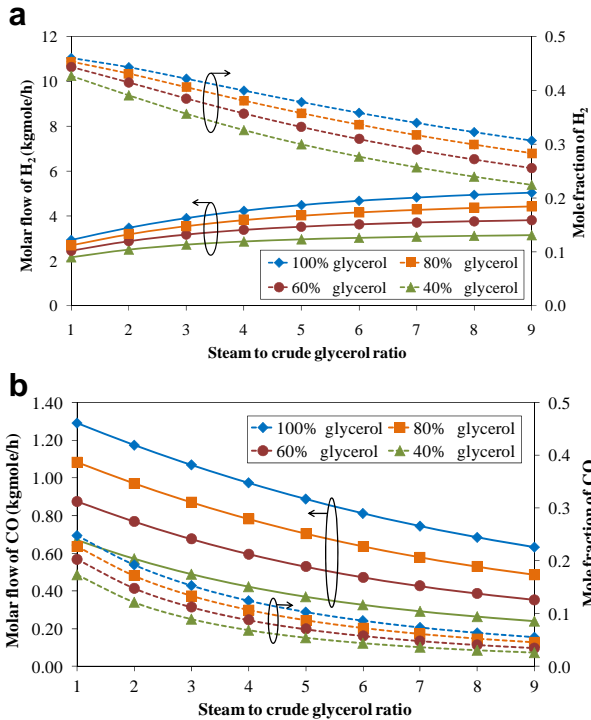 a
Molar flow of H2 (kgmole/h)
12
10
8
6
4
2
0
0.5
0.4
0.3
0.2
0.1
0.0
Mole fraction of H2
100% glycerol 80% glycerol
60% glycerol 40% glycerol
1 2 3 4 5 6 7 8 9
Steam to crude glycerol ratio
b
Molar flow of CO (kgmole/h)
1.40
1.20
1.00
0.80
0.60
0.40
0.20
0.00
0.5
0.4
0.3
0.2
0.1
0.0
Mole fraction of CO
100% glycerol 80% glycerol
60% glycerol 40% glycerol
1 2 3 4 5 6 7 8 9
Steam to crude glycerol ratio